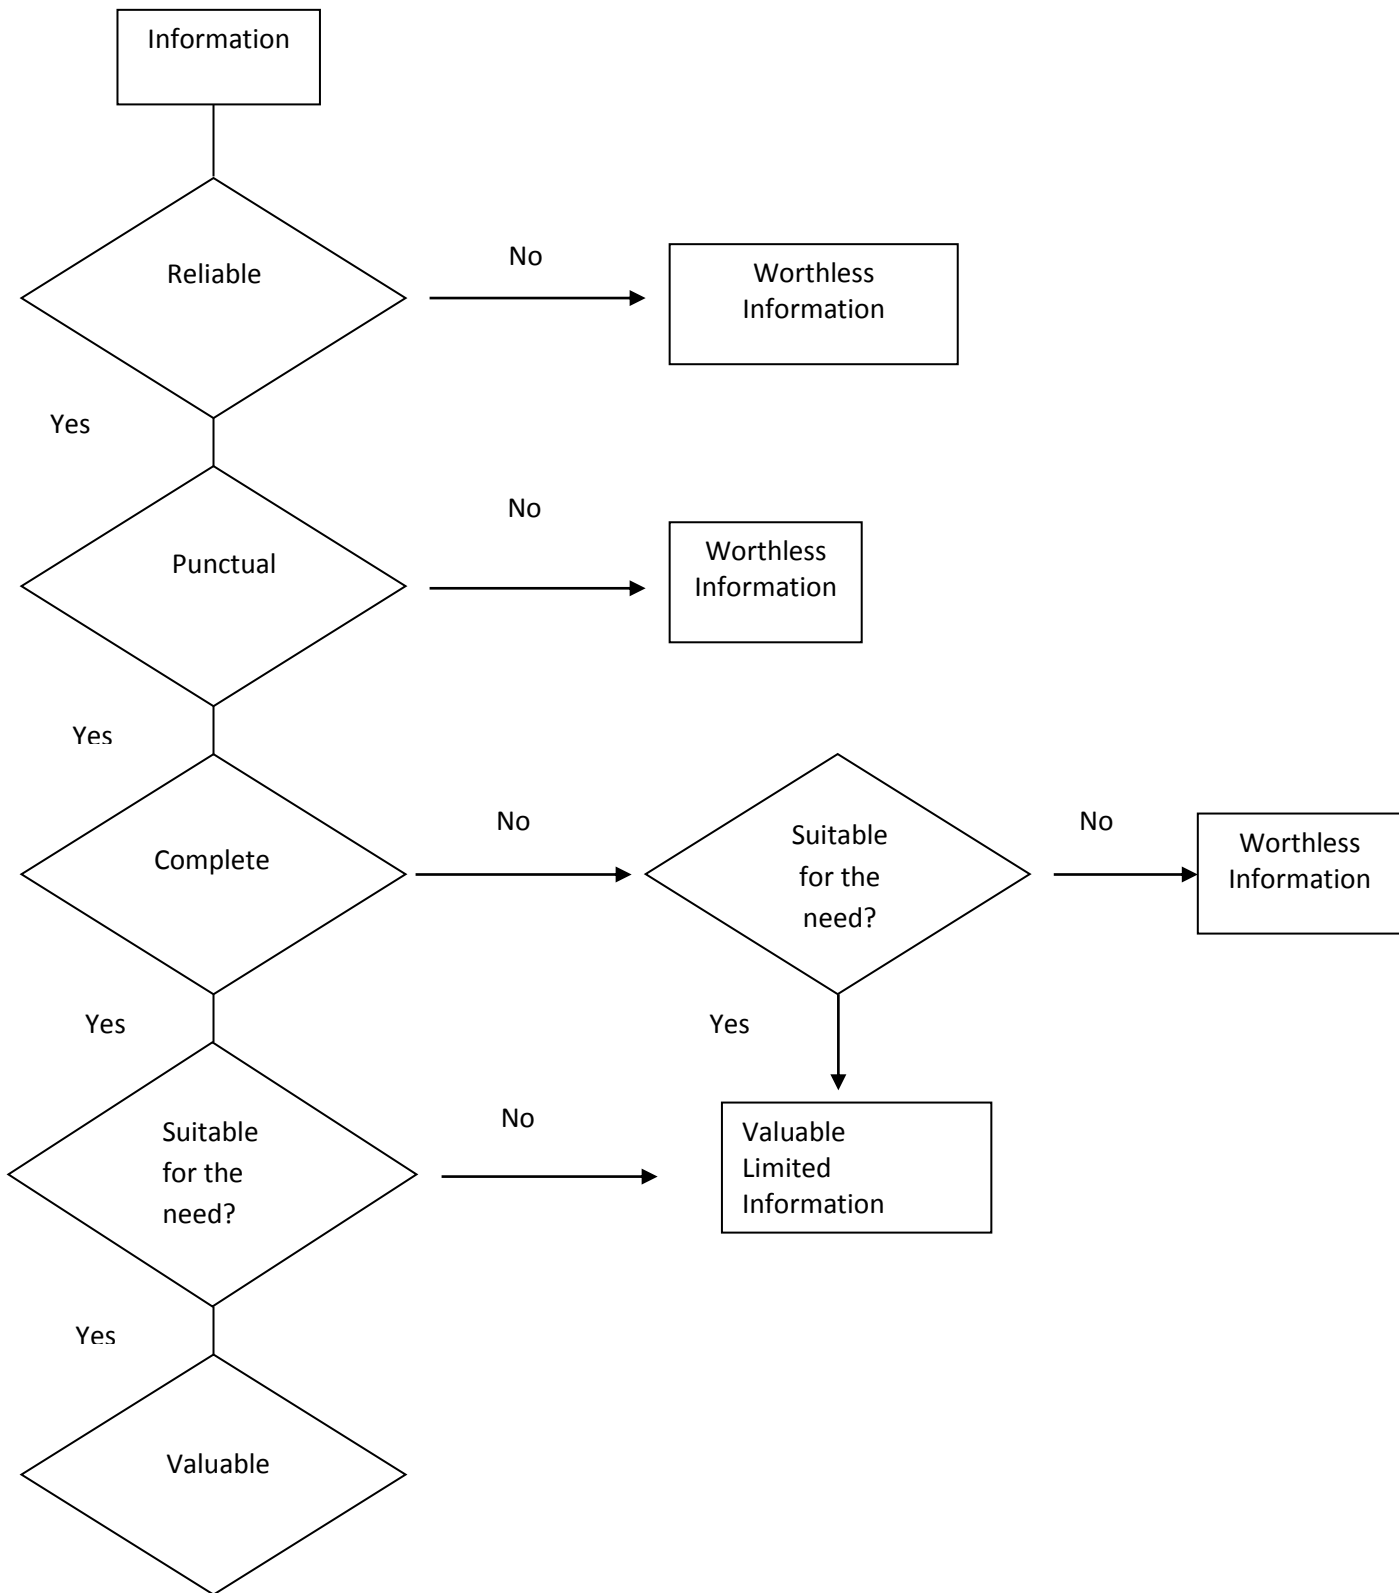 Information
Reliable
No
Worthless
Information
Yes
Punctual
No
Worthless
Information
Yes
Complete
No
Suitable
for the
need?
No
Worthless
Information
Yes
Yes
Suitable
for the
need?
No
Valuable
Limited
Information
Yes
Valuable